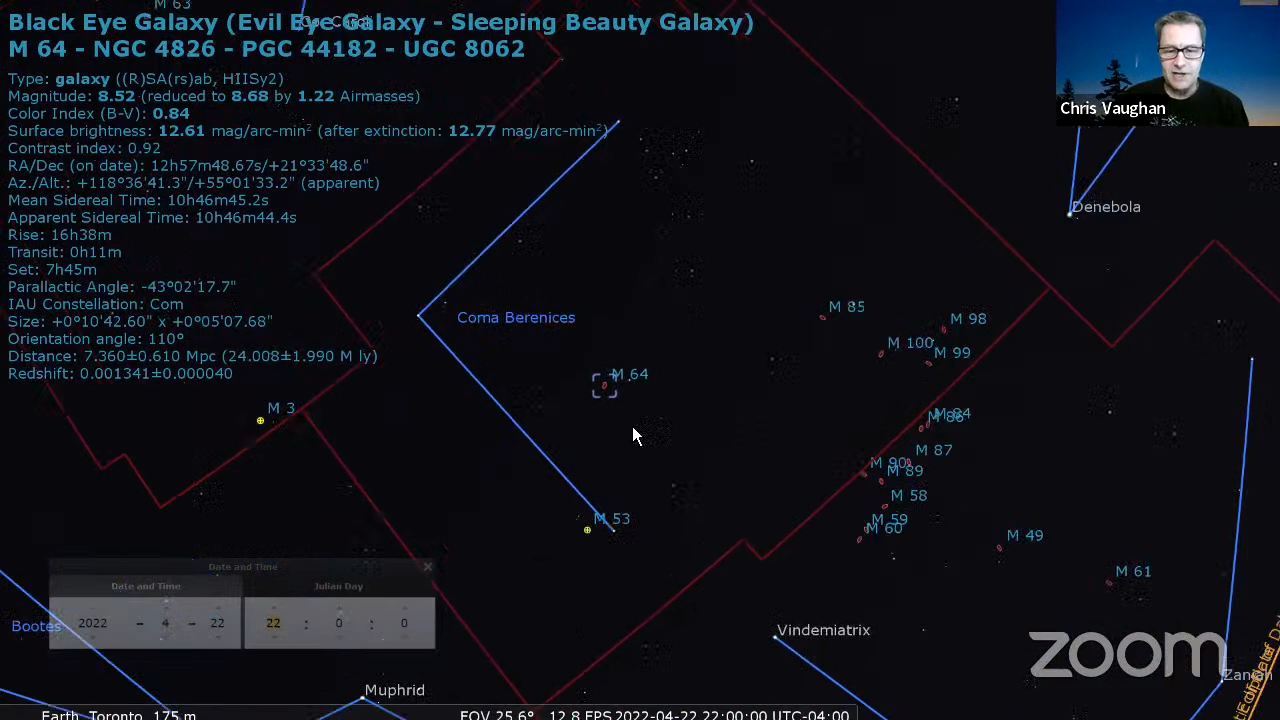 M 63
Black Eye Galaxy (Evil Eye Galaxy - Sleeping Beauty Galaxy)
M 64 - NGC 4826 - PGC 44182 - UGC 8062
Type: galaxy ((R)SA(rs)ab, HIISy2)
Magnitude: 8.52 (reduced to 8.68 by 1.22 Airmasses)
Color Index (B-V): 0.84
Surface brightness: 12.61 mag/arc-min² (after extinction: 12.77 mag/arc-min²)
Contrast index: 0.92
RA/Dec (on date): 12h57m48.67s/+21°33'48.6"
Az./Alt.: +118°36'41.3"/+55°01'33.2" (apparent)
Mean Sidereal Time: 10h46m45.2s
Apparent Sidereal Time: 10h46m44.4s
Rise: 16h38m
Transit: 0h11m
Set: 7h45m
Parallactic Angle: -43°02'17.7"
IAU Constellation: Com
Size: +0°10'42.60" x +0°05'07.68"
Orientation angle: 110°
Distance: 7.360±0.610 Mpc (24.008±1.990 M ly)
Redshift: 0.001341±0.000040
Chris Vaughan
Denebola
Coma Berenices
M 85
M 98
M 100
M 99
M 64
M 3
M 84
M 86
M 87
M 90
M 89
M 58
M 59
M 60
M 53
M 49
M 61
Date and Time
Date and Time
Julian Day
2022 - 4 - 22
22 : 0 : 0
Bootes
Vindemiatrix
Muphrid
zoom
Earth, Toronto, 175 m
FOV 25.6°
12.8 FPS
2022-04-22 22:00:00 UTC-04:00